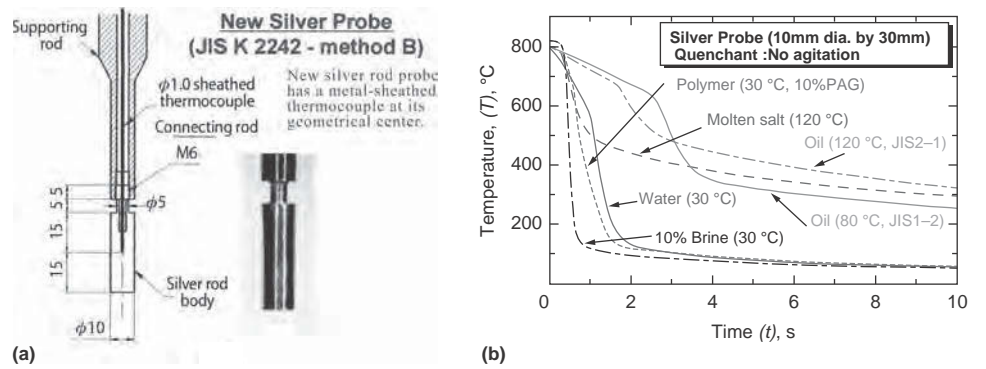 New Silver Probe
(JIS K 2242 - method B)
Supporting
rod
New silver rod probe
has a metal-sheathed
thermocouple at its
geometrical center.
ϕ1.0 sheathed
thermocouple
Connecting rod
M6
5.5
ϕ5
15
15
Silver rod
body
ϕ10
(a)
Temperature, (T), °C
800
600
400
200
0
2
4
6
8
10
Time (t), s
Silver Probe (10mm dia. by 30mm)
Quenchant :No agitation
Polymer (30 °C, 10%PAG)
Molten salt (120 °C)
Oil (120 °C, JIS2–1)
Water (30 °C)
Oil (80 °C, JIS1–2)
10% Brine (30 °C)
(b)